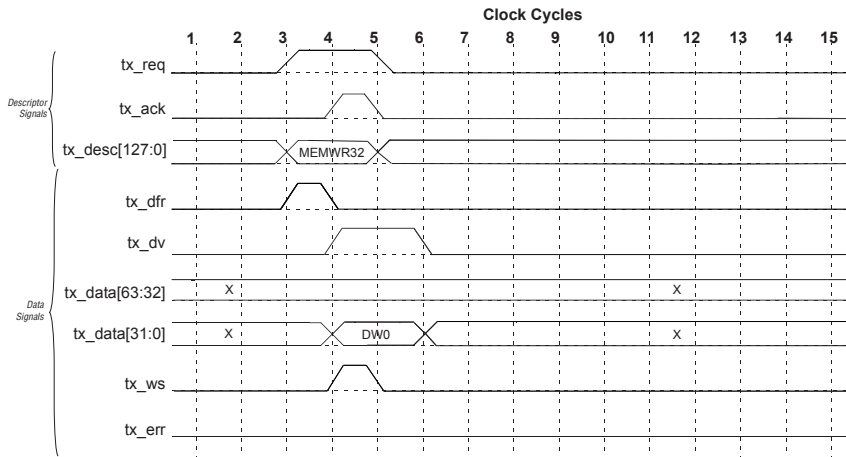 Clock Cycles
1 2 3 4 5 6 7 8 9 10 11 12 13 14 15
tx_req
Descriptor
Signals
tx_ack
tx_desc[127:0] MEMWR32
tx_dfr
tx_dv
tx_data[63:32] X X
Data
Signals
tx_data[31:0] X DW0 X
tx_ws
tx_err